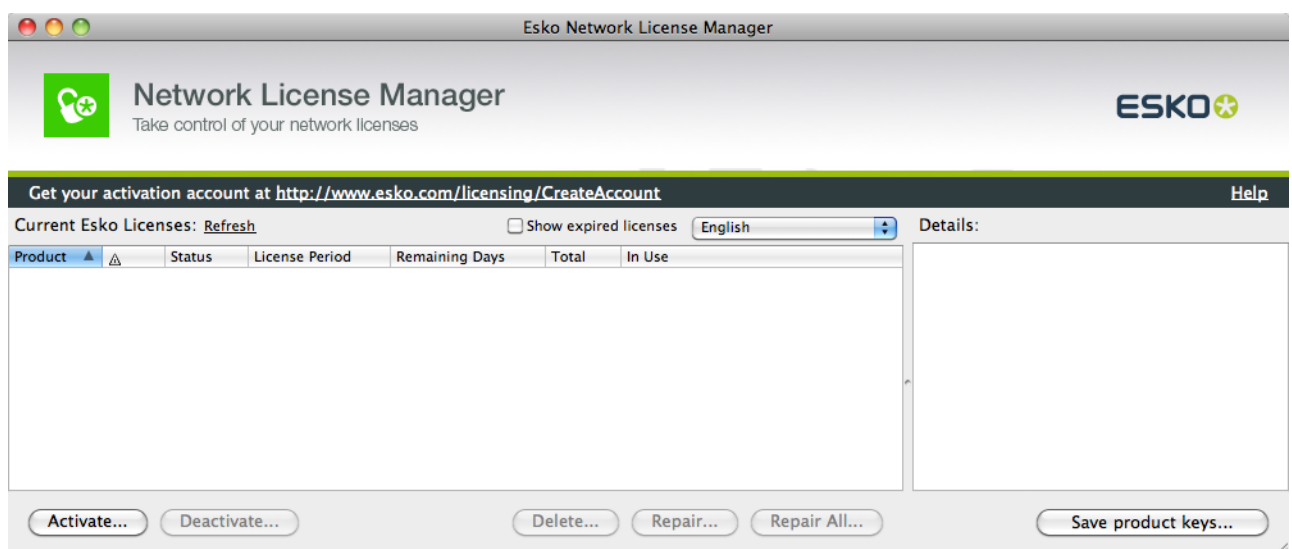 Esko Network License Manager
Network License Manager
Take control of your network licenses
ESKO
Get your activation account at http://www.esko.com/licensing/CreateAccount Help
Current Esko Licenses: Refresh Show expired licenses English Details:
Product Status License Period Remaining Days Total In Use
Activate... Deactivate... Delete... Repair... Repair All... Save product keys...